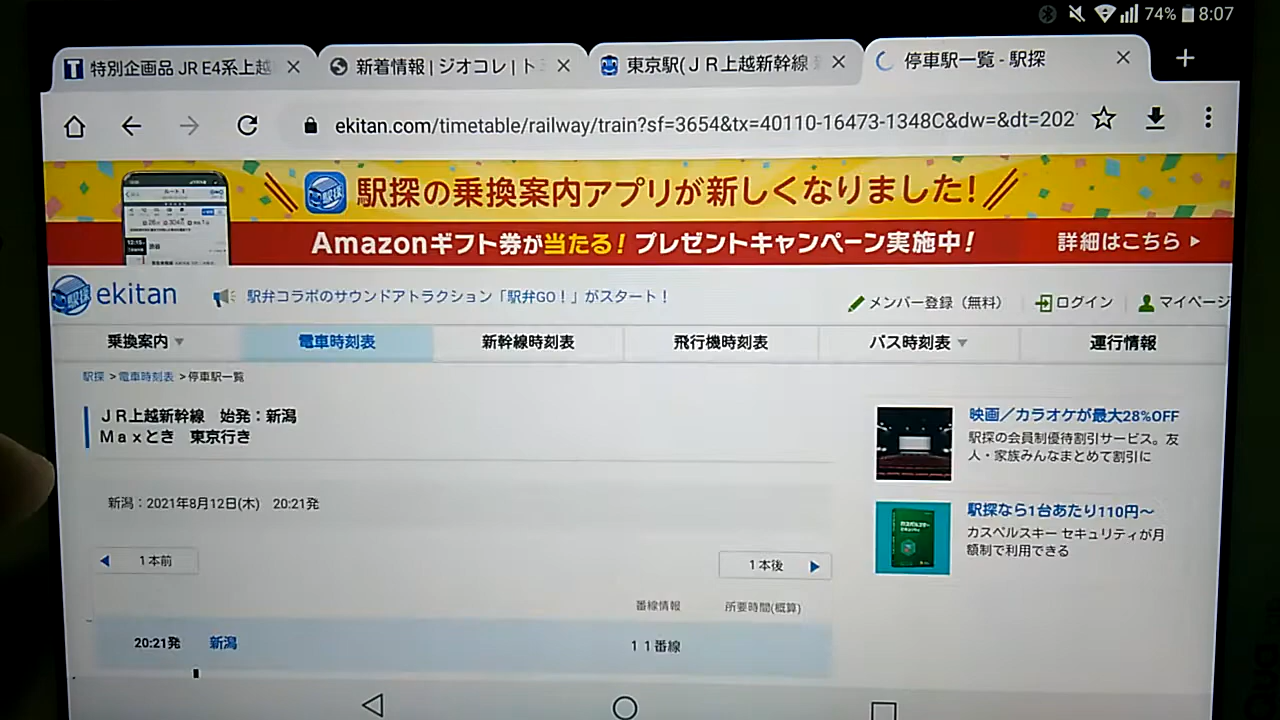 74% 8:07
特別企画品 JR E4系上越
新着情報 | ジオコレ | ト
東京駅(ＪＲ上越新幹線
停車駅一覧 - 駅探
ekitan.com/timetable/railway/train?sf=3654&tx=40110-16473-1348C&dw=&dt=202
駅探の乗換案内アプリが新しくなりました!
Amazonギフト券が当たる! プレゼントキャンペーン実施中!
詳細はこちら
ekitan
駅弁コラボのサウンドアトラクション「駅弁GO！」がスタート！
メンバー登録（無料）
ログイン
マイページ
乗換案内 ▼
電車時刻表
新幹線時刻表
飛行機時刻表
バス時刻表 ▼
運行情報
駅探 > 電車時刻表 > 停車駅一覧
ＪＲ上越新幹線　始発：新潟
Ｍａｘとき　東京行き
新潟：2021年8月12日(木)　20:21発
1本前
1本後
番線情報
所要時間(概算)
20:21発 新潟 １１番線
映画／カラオケが最大28%OFF
駅探の会員制優待割引サービス。友
人・家族みんなまとめて割引に
駅探なら1台あたり110円〜
カスペルスキー セキュリティが月
額制で利用できる